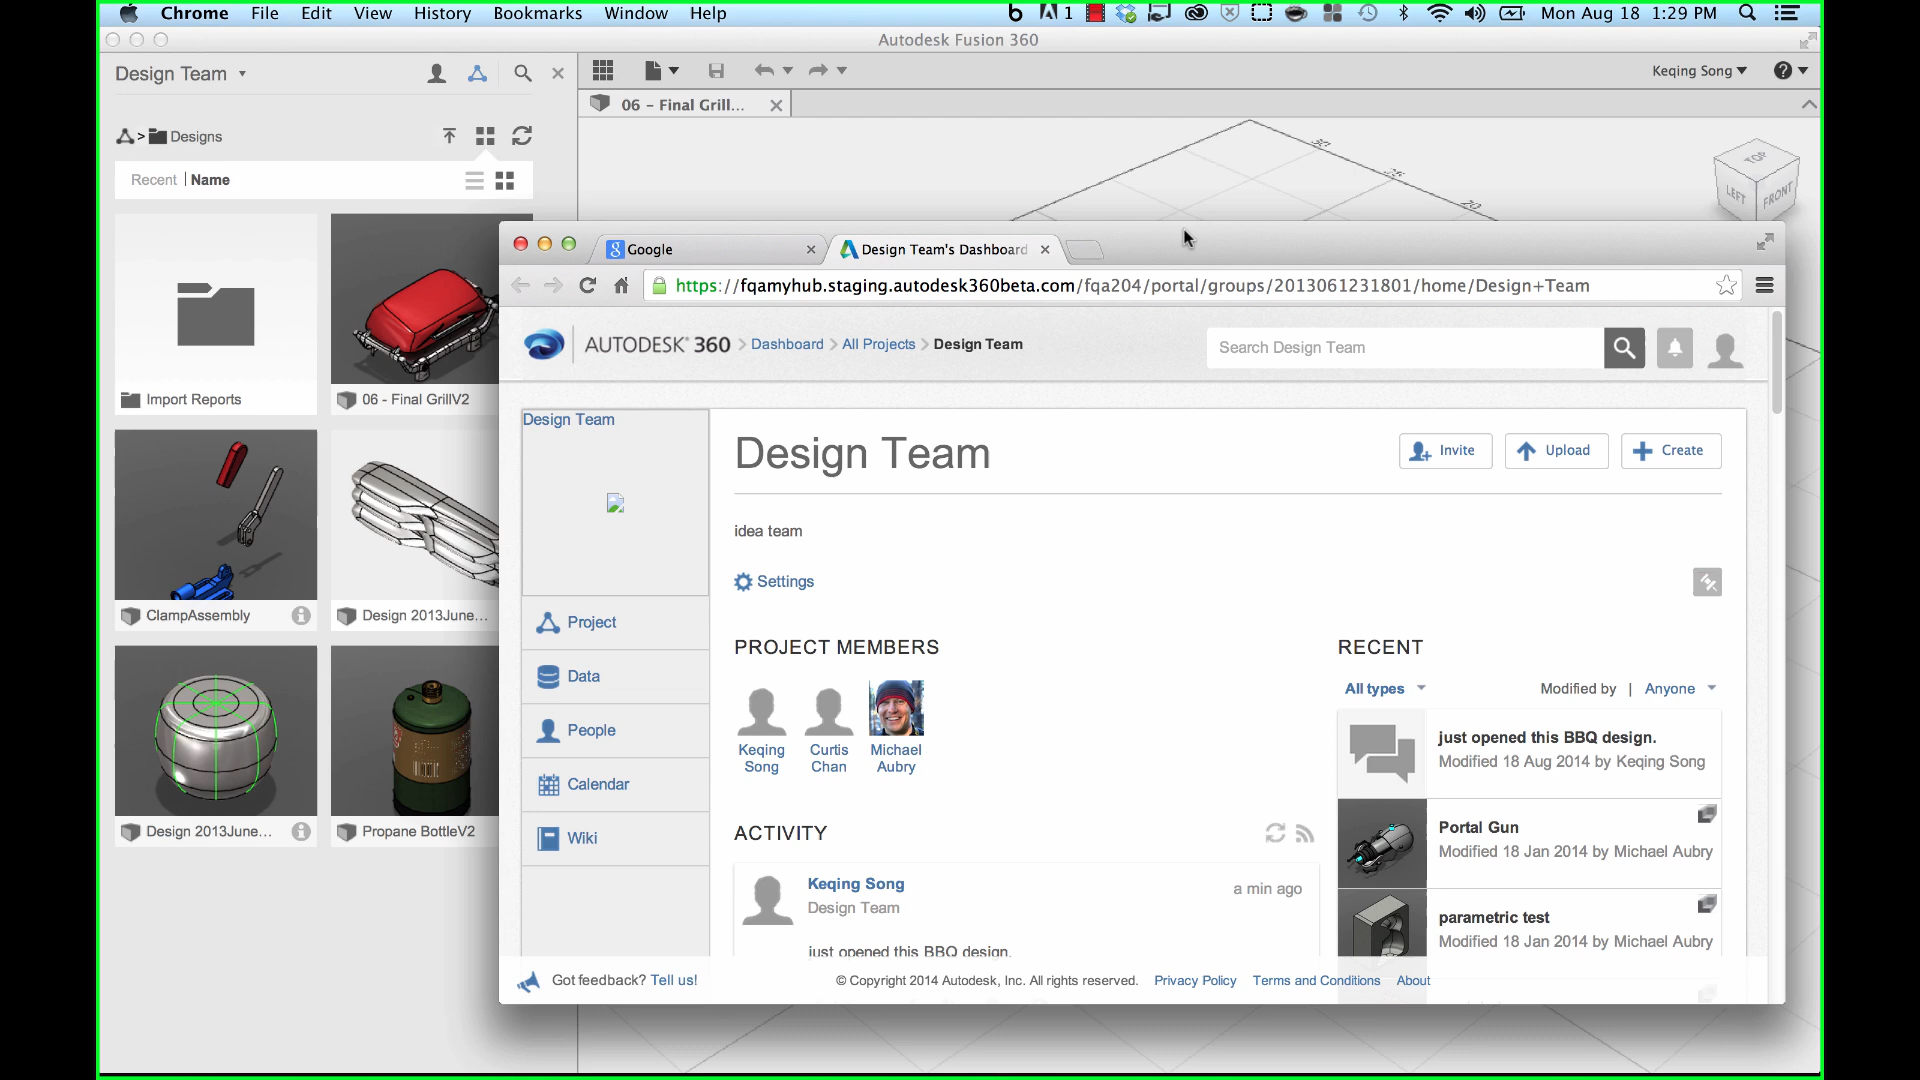 Chrome File Edit View History Bookmarks Window Help
1 Mon Aug 18 1:29 PM
Autodesk Fusion 360
Design Team
Keqing Song
06 – Final Grill...
> Designs
Recent | Name
Import Reports
06 - Final GrillV2
ClampAssembly
Design 2013June...
Design 2013June...
Propane BottleV2
30
25
20
TOP
LEFT
FRONT
Google
Design Team's Dashboard
https://fqamyhub.staging.autodesk360beta.com/fqa204/portal/groups/2013061231801/home/Design+Team
AUTODESK® 360 > Dashboard > All Projects > Design Team
Search Design Team
Design Team
Design Team
Invite
Upload
Create
idea team
Settings
Project
Data
People
Calendar
Wiki
PROJECT MEMBERS
Keqing Song
Curtis Chan
Michael Aubry
RECENT
All types
Modified by | Anyone
just opened this BBQ design.
Modified 18 Aug 2014 by Keqing Song
Portal Gun
Modified 18 Jan 2014 by Michael Aubry
parametric test
Modified 18 Jan 2014 by Michael Aubry
ACTIVITY
Keqing Song
a min ago
Design Team
just opened this BBQ design.
Got feedback? Tell us!
© Copyright 2014 Autodesk, Inc. All rights reserved. Privacy Policy Terms and Conditions About